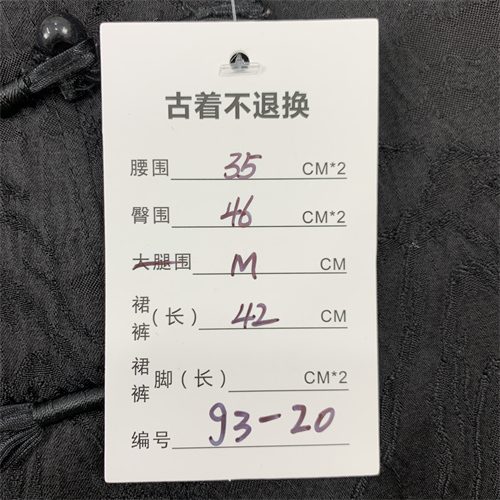 古着不退换
腰围 35 CM*2
臀围 46 CM*2
大腿围 M CM
裙裤(长) 42 CM
裙裤脚(长) CM*2
编号 93-20